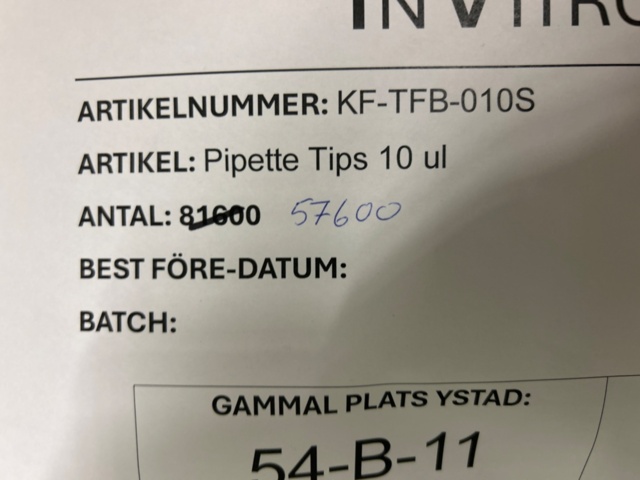 ARTIKELNUMMER: KF-TFB-010S
ARTIKEL: Pipette Tips 10 ul
ANTAL: 81600 57600
BEST FÖRE-DATUM:
BATCH:
GAMMAL PLATS YSTAD:
54-B-11